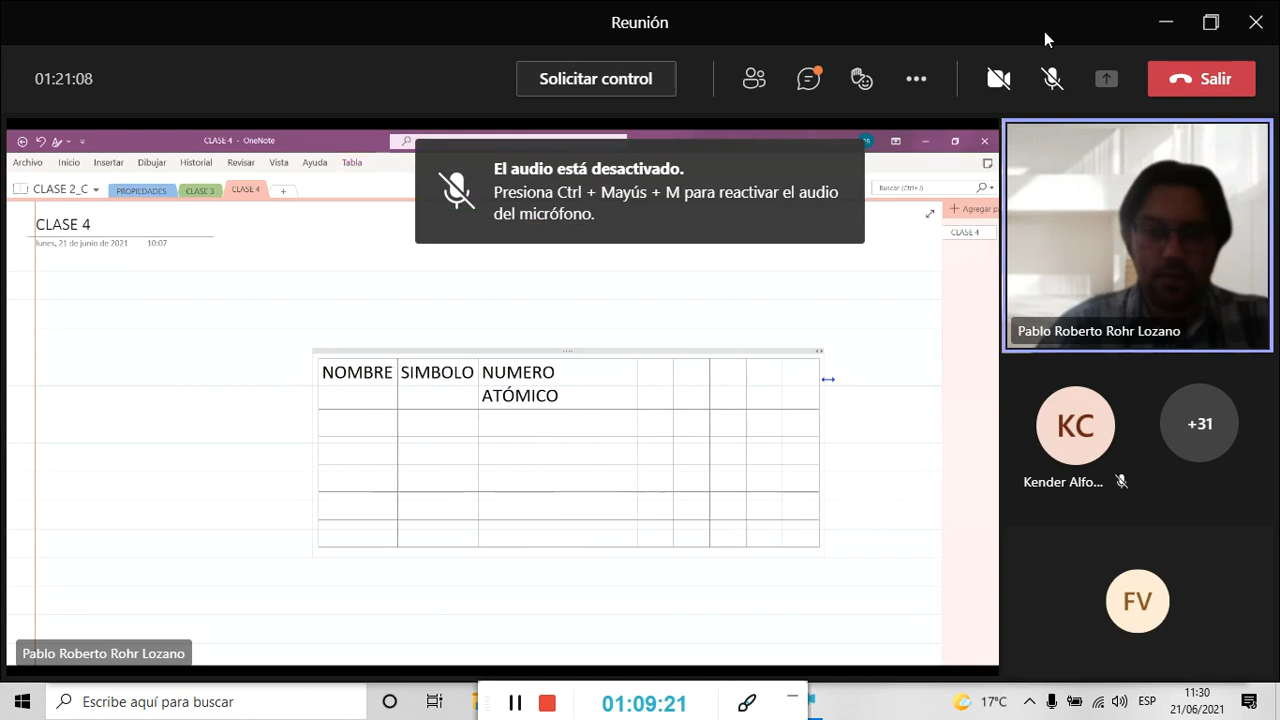 Reunión
01:21:08
Solicitar control
Salir
CLASE 4 - OneNote
Archivo Inicio Insertar Dibujar Historial Revisar Vista Ayuda Tabla
El audio está desactivado.
Presiona Ctrl + Mayús + M para reactivar el audio
del micrófono.
CLASE 2_C
PROPIEDADES
CLASE 3
CLASE 4
Buscar (Ctrl+)
Agregar pá
CLASE 4
CLASE 4
lunes, 21 de junio de 2021 10:07
NOMBRE SIMBOLO NUMERO
ATÓMICO
Pablo Roberto Rohr Lozano
KC
+31
Kender Alfo...
FV
Pablo Roberto Rohr Lozano
Escribe aquí para buscar
01:09:21
17°C
ESP
11:30
21/06/2021